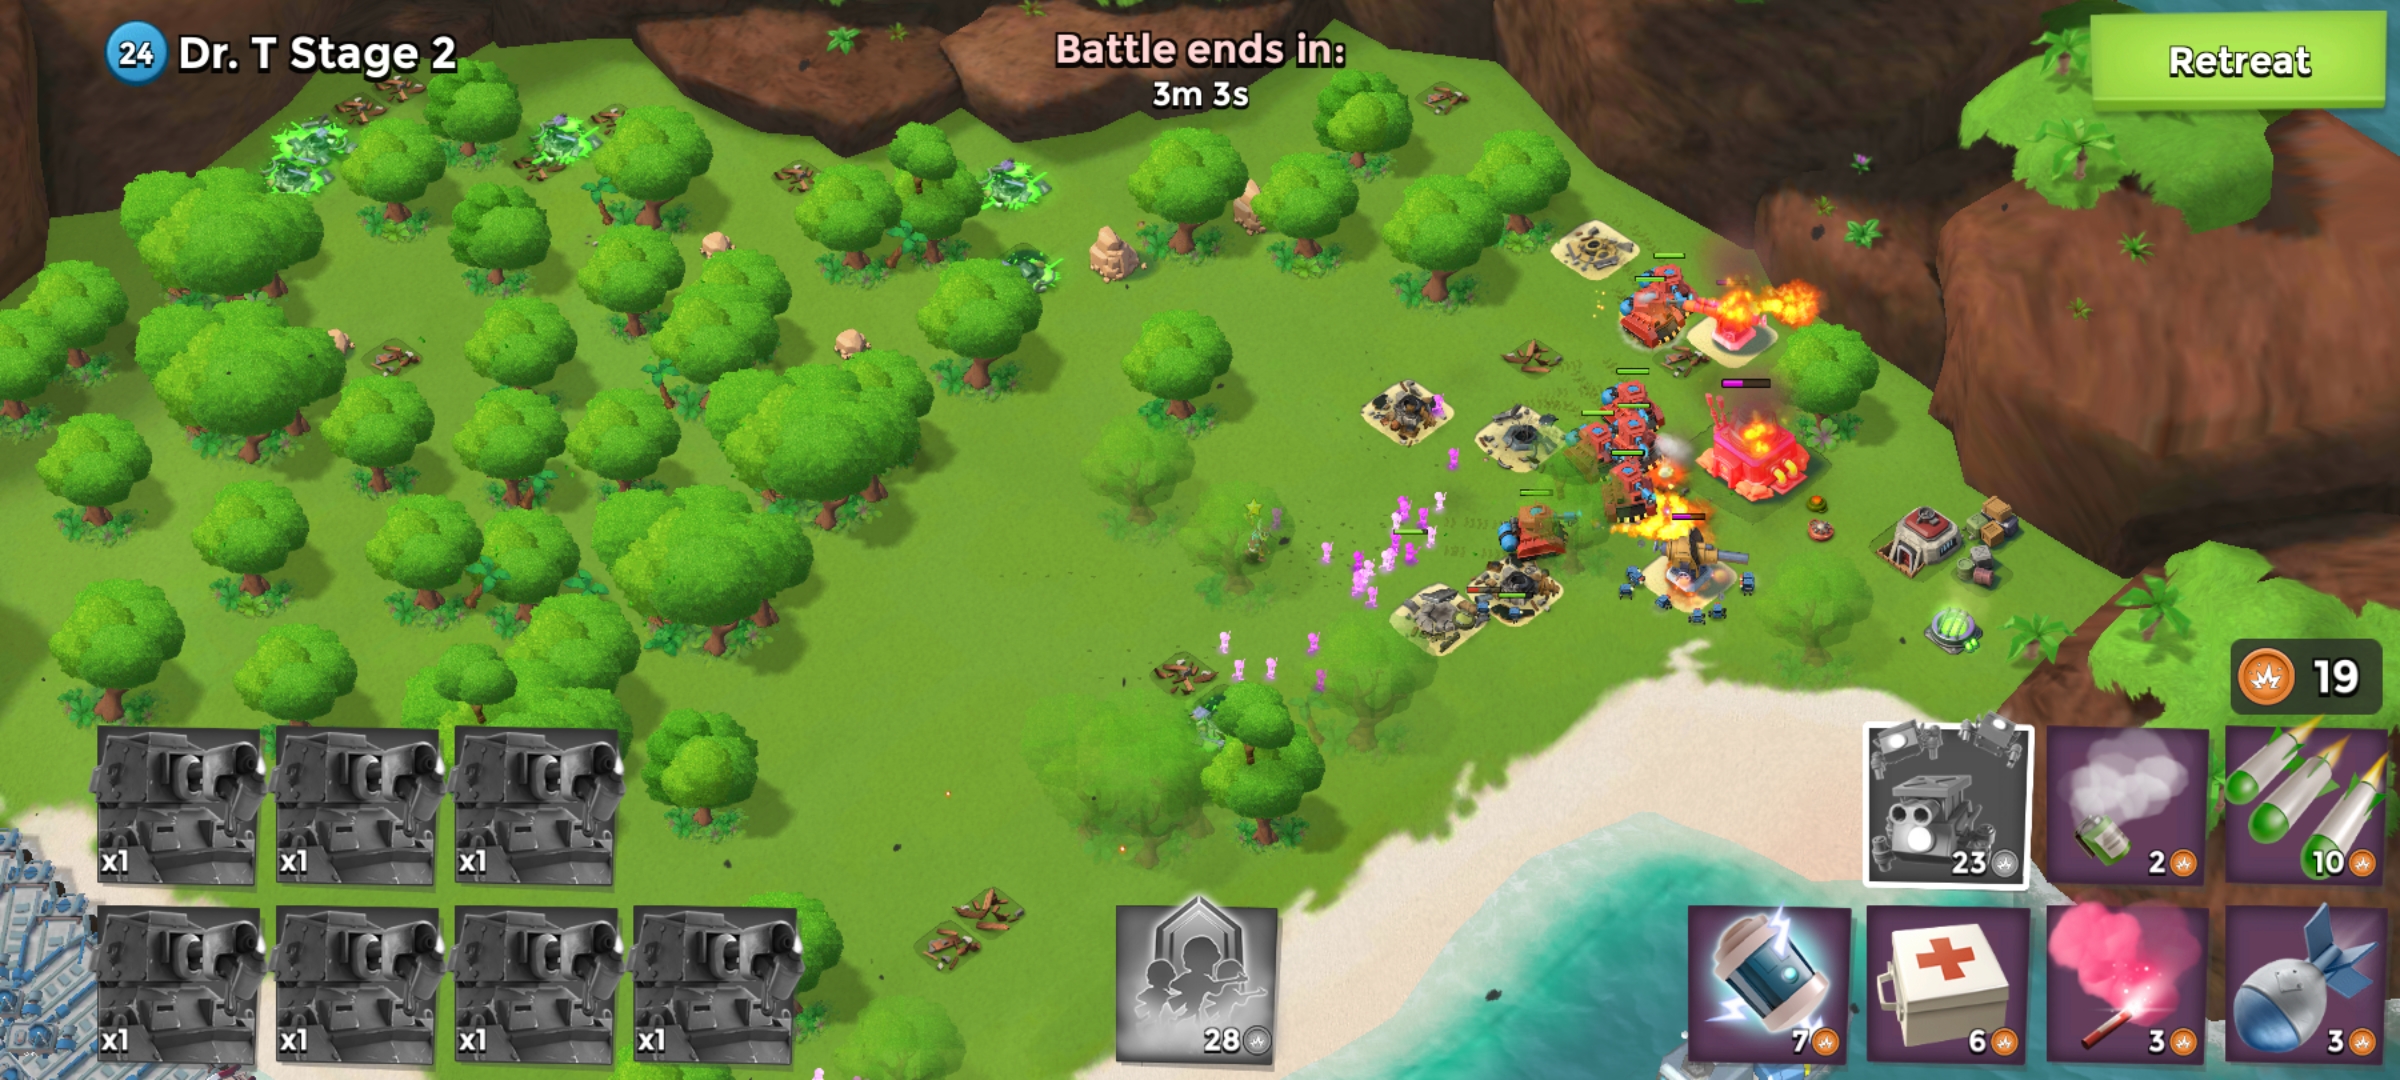 24 Dr. T Stage 2
Battle ends in:
3m 3s
Retreat
19
x1 x1 x1
23 2 10
x1 x1 x1 x1
28 7 6 3 3